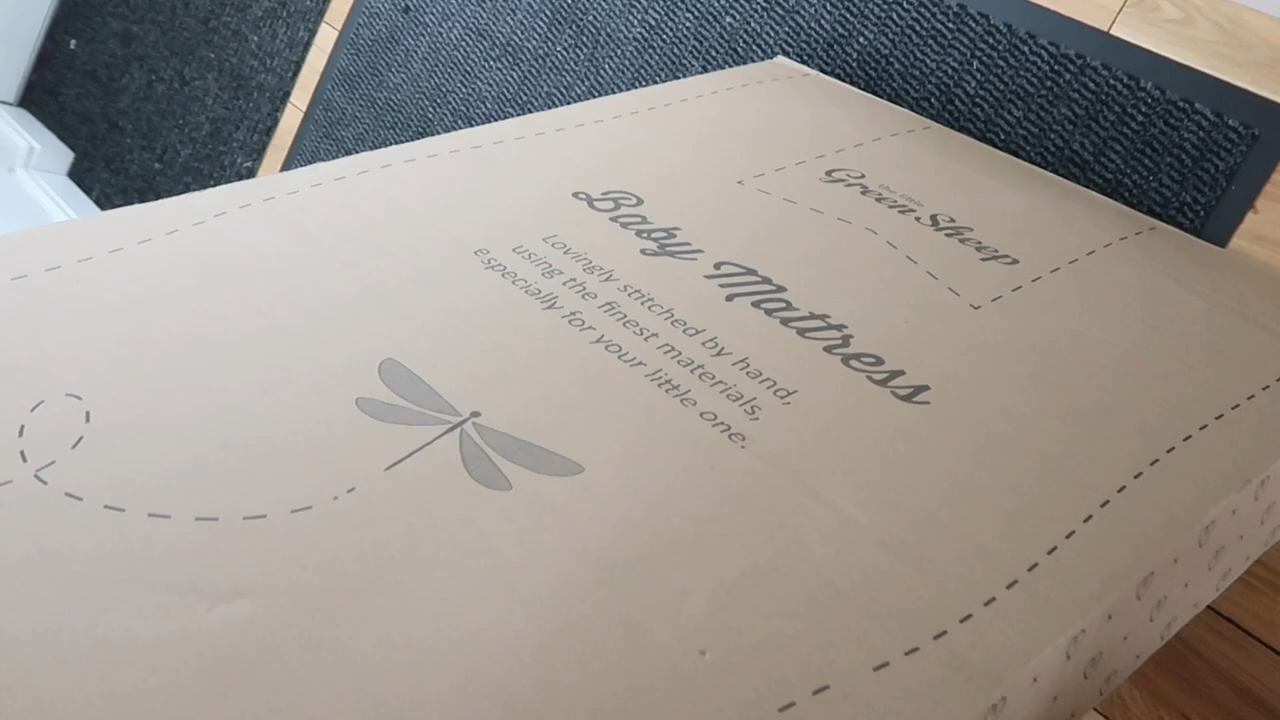 the little
Green Sheep
Baby Mattress
Lovingly stitched by hand,
using the finest materials,
especially for your little one.